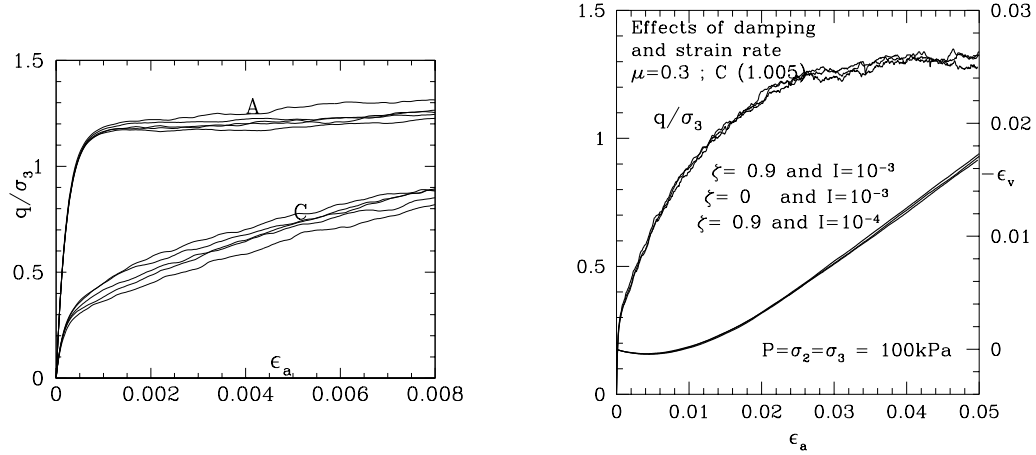 1.5
1
0.5
0
q/σ₃
A
C
ϵₐ
0
0.002
0.004
0.006
0.008
Effects of damping
and strain rate
μ=0.3 ; C (1.005)
q/σ₃
ζ= 0.9 and I=10⁻³
ζ= 0 and I=10⁻³
ζ= 0.9 and I=10⁻⁴
P=σ₂=σ₃ = 100kPa
1.5
1
0.5
0
0.03
0.02
−ϵᵥ
0.01
0
0
0.01
0.02
0.03
0.04
0.05
ϵₐ